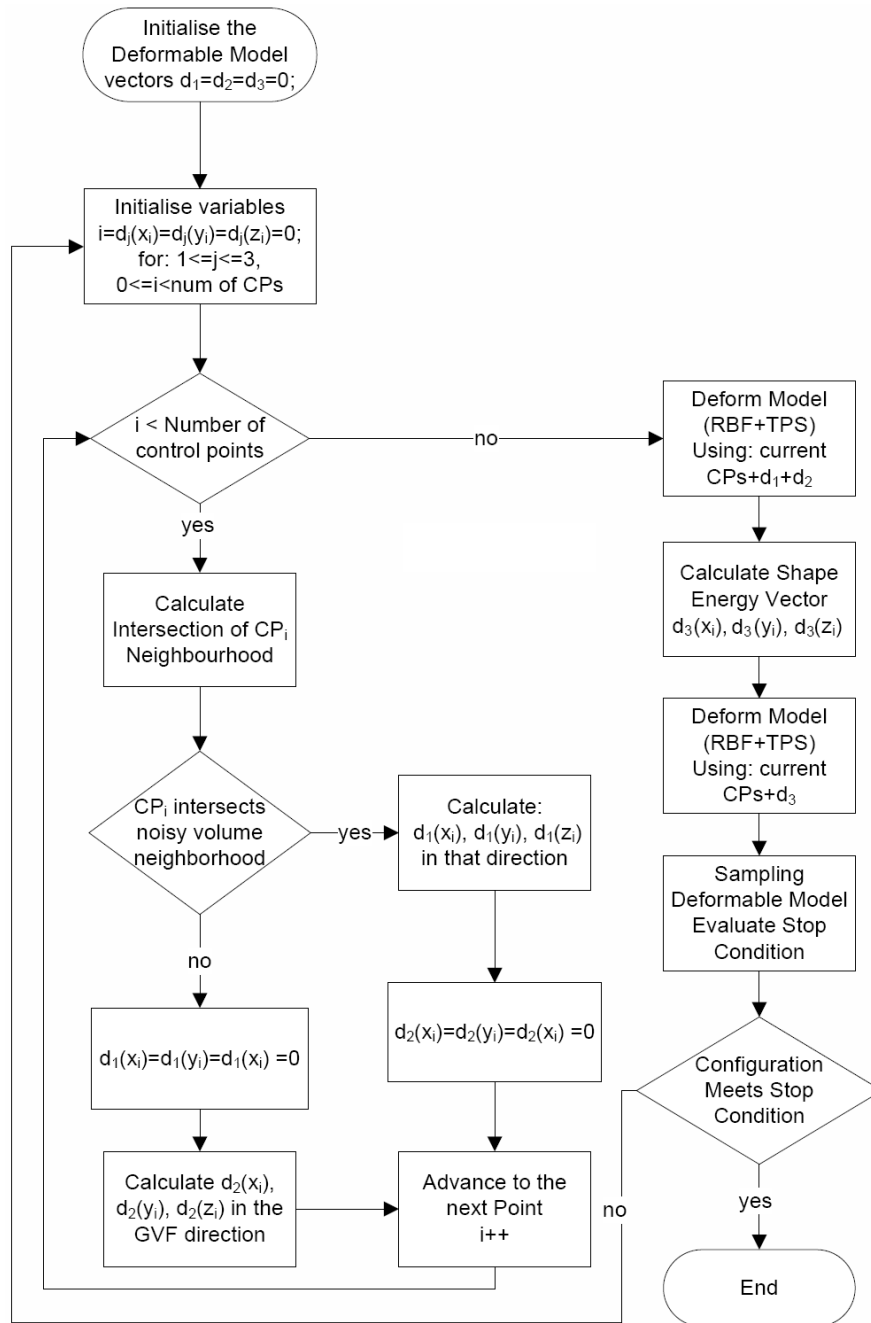 Initialise the
Deformable Model
vectors d₁=d₂=d₃=0;
Initialise variables
i=dⱼ(xᵢ)=dⱼ(yᵢ)=dⱼ(zᵢ)=0;
for: 1<=j<=3,
0<=i<num of CPs
i < Number of
control points
no
yes
Calculate
Intersection of CPᵢ
Neighbourhood
CPᵢ intersects
noisy volume
neighborhood
yes
no
Calculate:
d₁(xᵢ), d₁(yᵢ), d₁(zᵢ)
in that direction
d₁(xᵢ)=d₁(yᵢ)=d₁(xᵢ) =0
d₂(xᵢ)=d₂(yᵢ)=d₂(xᵢ) =0
Calculate d₂(xᵢ),
d₂(yᵢ), d₂(zᵢ) in the
GVF direction
Advance to the
next Point
i++
Deform Model
(RBF+TPS)
Using: current
CPs+d₁+d₂
Calculate Shape
Energy Vector
d₃(xᵢ), d₃(yᵢ), d₃(zᵢ)
Deform Model
(RBF+TPS)
Using: current
CPs+d₃
Sampling
Deformable Model
Evaluate Stop
Condition
Configuration
Meets Stop
Condition
no
yes
End